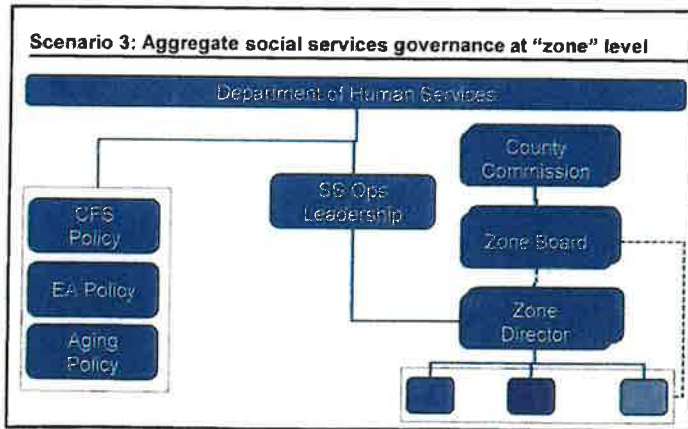 Scenario 3: Aggregate social services governance at “zone” level
Department of Human Services
County
Commission
SS Ops
Leadership
CFS
Policy
Zone Board
EA Policy
Zone
Director
Aging
Policy